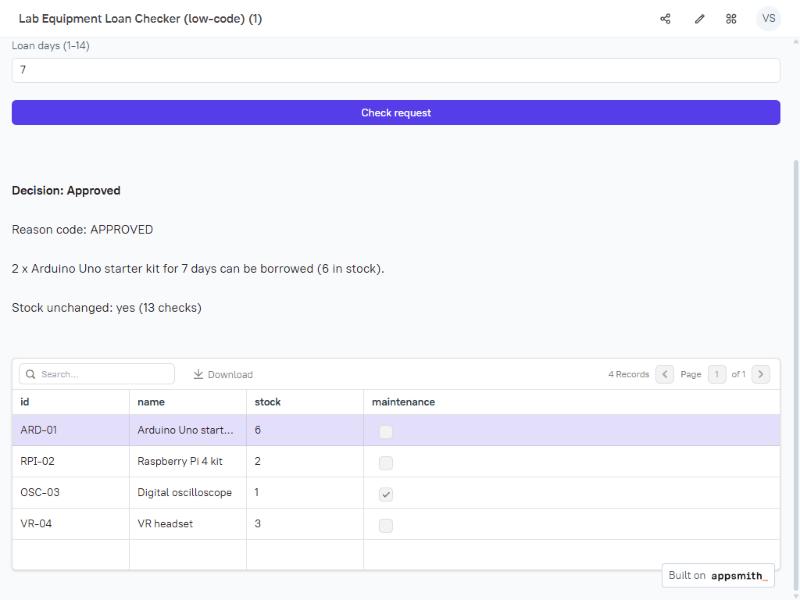 Lab Equipment Loan Checker (low-code) (1)
VS
Loan days (1–14)
7
Check request
Decision: Approved
Reason code: APPROVED
2 x Arduino Uno starter kit for 7 days can be borrowed (6 in stock).
Stock unchanged: yes (13 checks)
Search... Download 4 Records Page 1 of 1
id name stock maintenance
ARD-01 Arduino Uno start... 6
RPI-02 Raspberry Pi 4 kit 2
OSC-03 Digital oscilloscope 1
VR-04 VR headset 3
Built on appsmith_